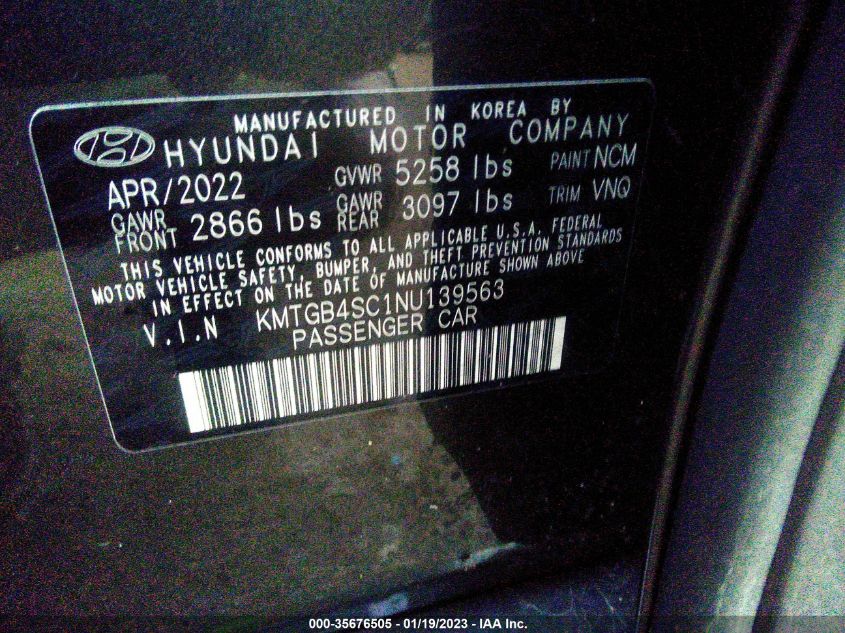 MANUFACTURED IN KOREA BY
HYUNDAI MOTOR COMPANY
APR/2022 GVWR 5258 lbs PAINT NCM
GAWR FRONT 2866 lbs GAWR REAR 3097 lbs TRIM VNQ
THIS VEHICLE CONFORMS TO ALL APPLICABLE U.S.A. FEDERAL
MOTOR VEHICLE SAFETY, BUMPER, AND THEFT PREVENTION STANDARDS
IN EFFECT ON THE DATE OF MANUFACTURE SHOWN ABOVE
V.I.N KMTGB4SC1NU139563
PASSENGER CAR
000-35676505 - 01/19/2023 - IAA Inc.